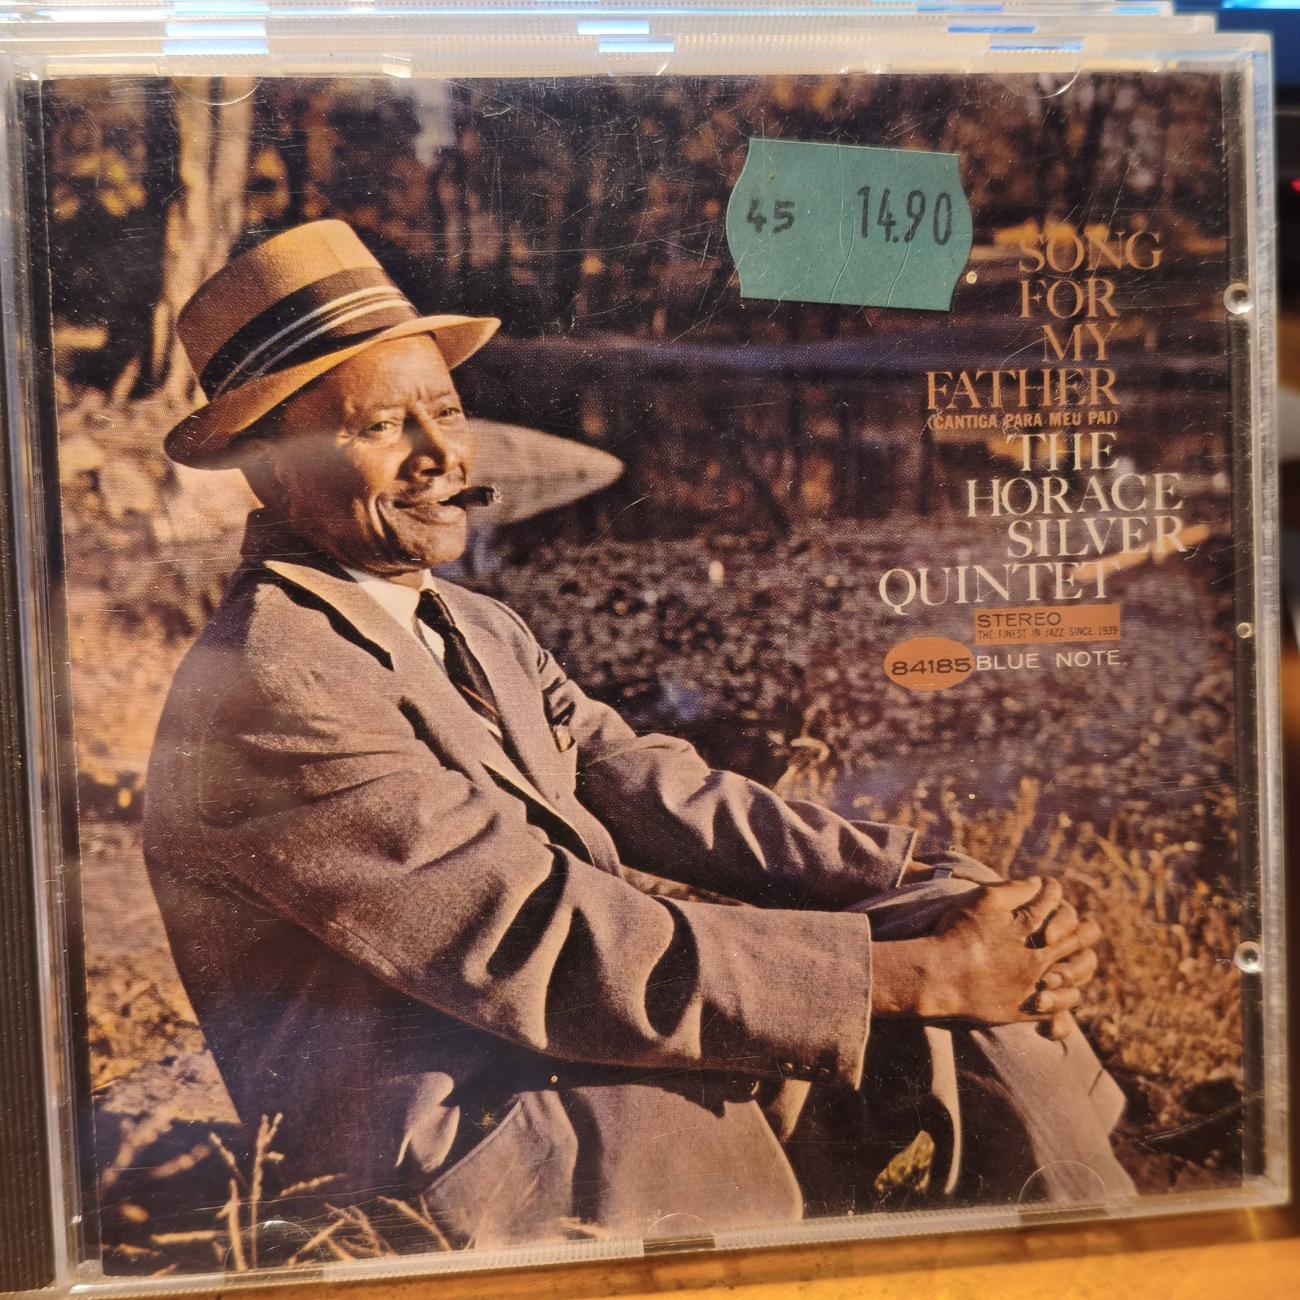 45 14.90
SONG
FOR
MY
FATHER
(CANTIGA PARA MEU PAI)
THE
HORACE
SILVER
QUINTET
STEREO
THE FINEST IN JAZZ SINCE 1939
84185 BLUE NOTE